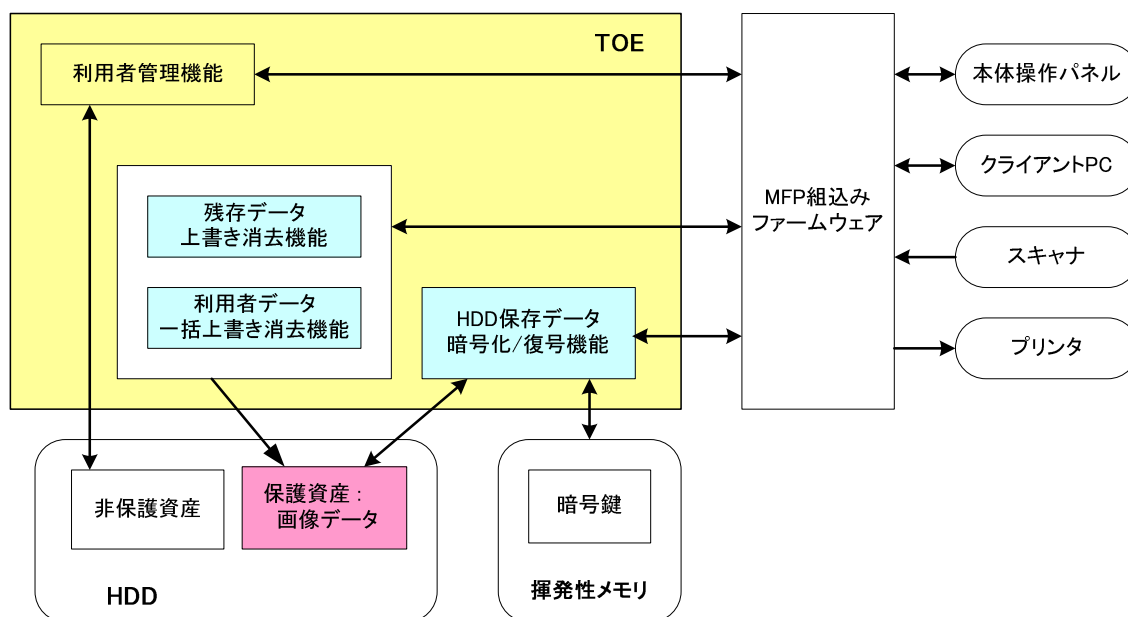 TOE
利用者管理機能
残存データ
上書き消去機能
利用者データ
一括上書き消去機能
HDD保存データ
暗号化/復号機能
MFP組込み
ファームウェア
本体操作パネル
クライアントPC
スキャナ
プリンタ
非保護資産
保護資産：
画像データ
HDD
暗号鍵
揮発性メモリ